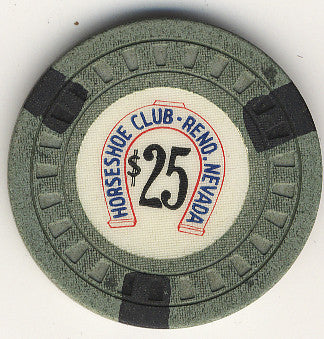 HORSESHOE CLUB - RENO, NEVADA
$25